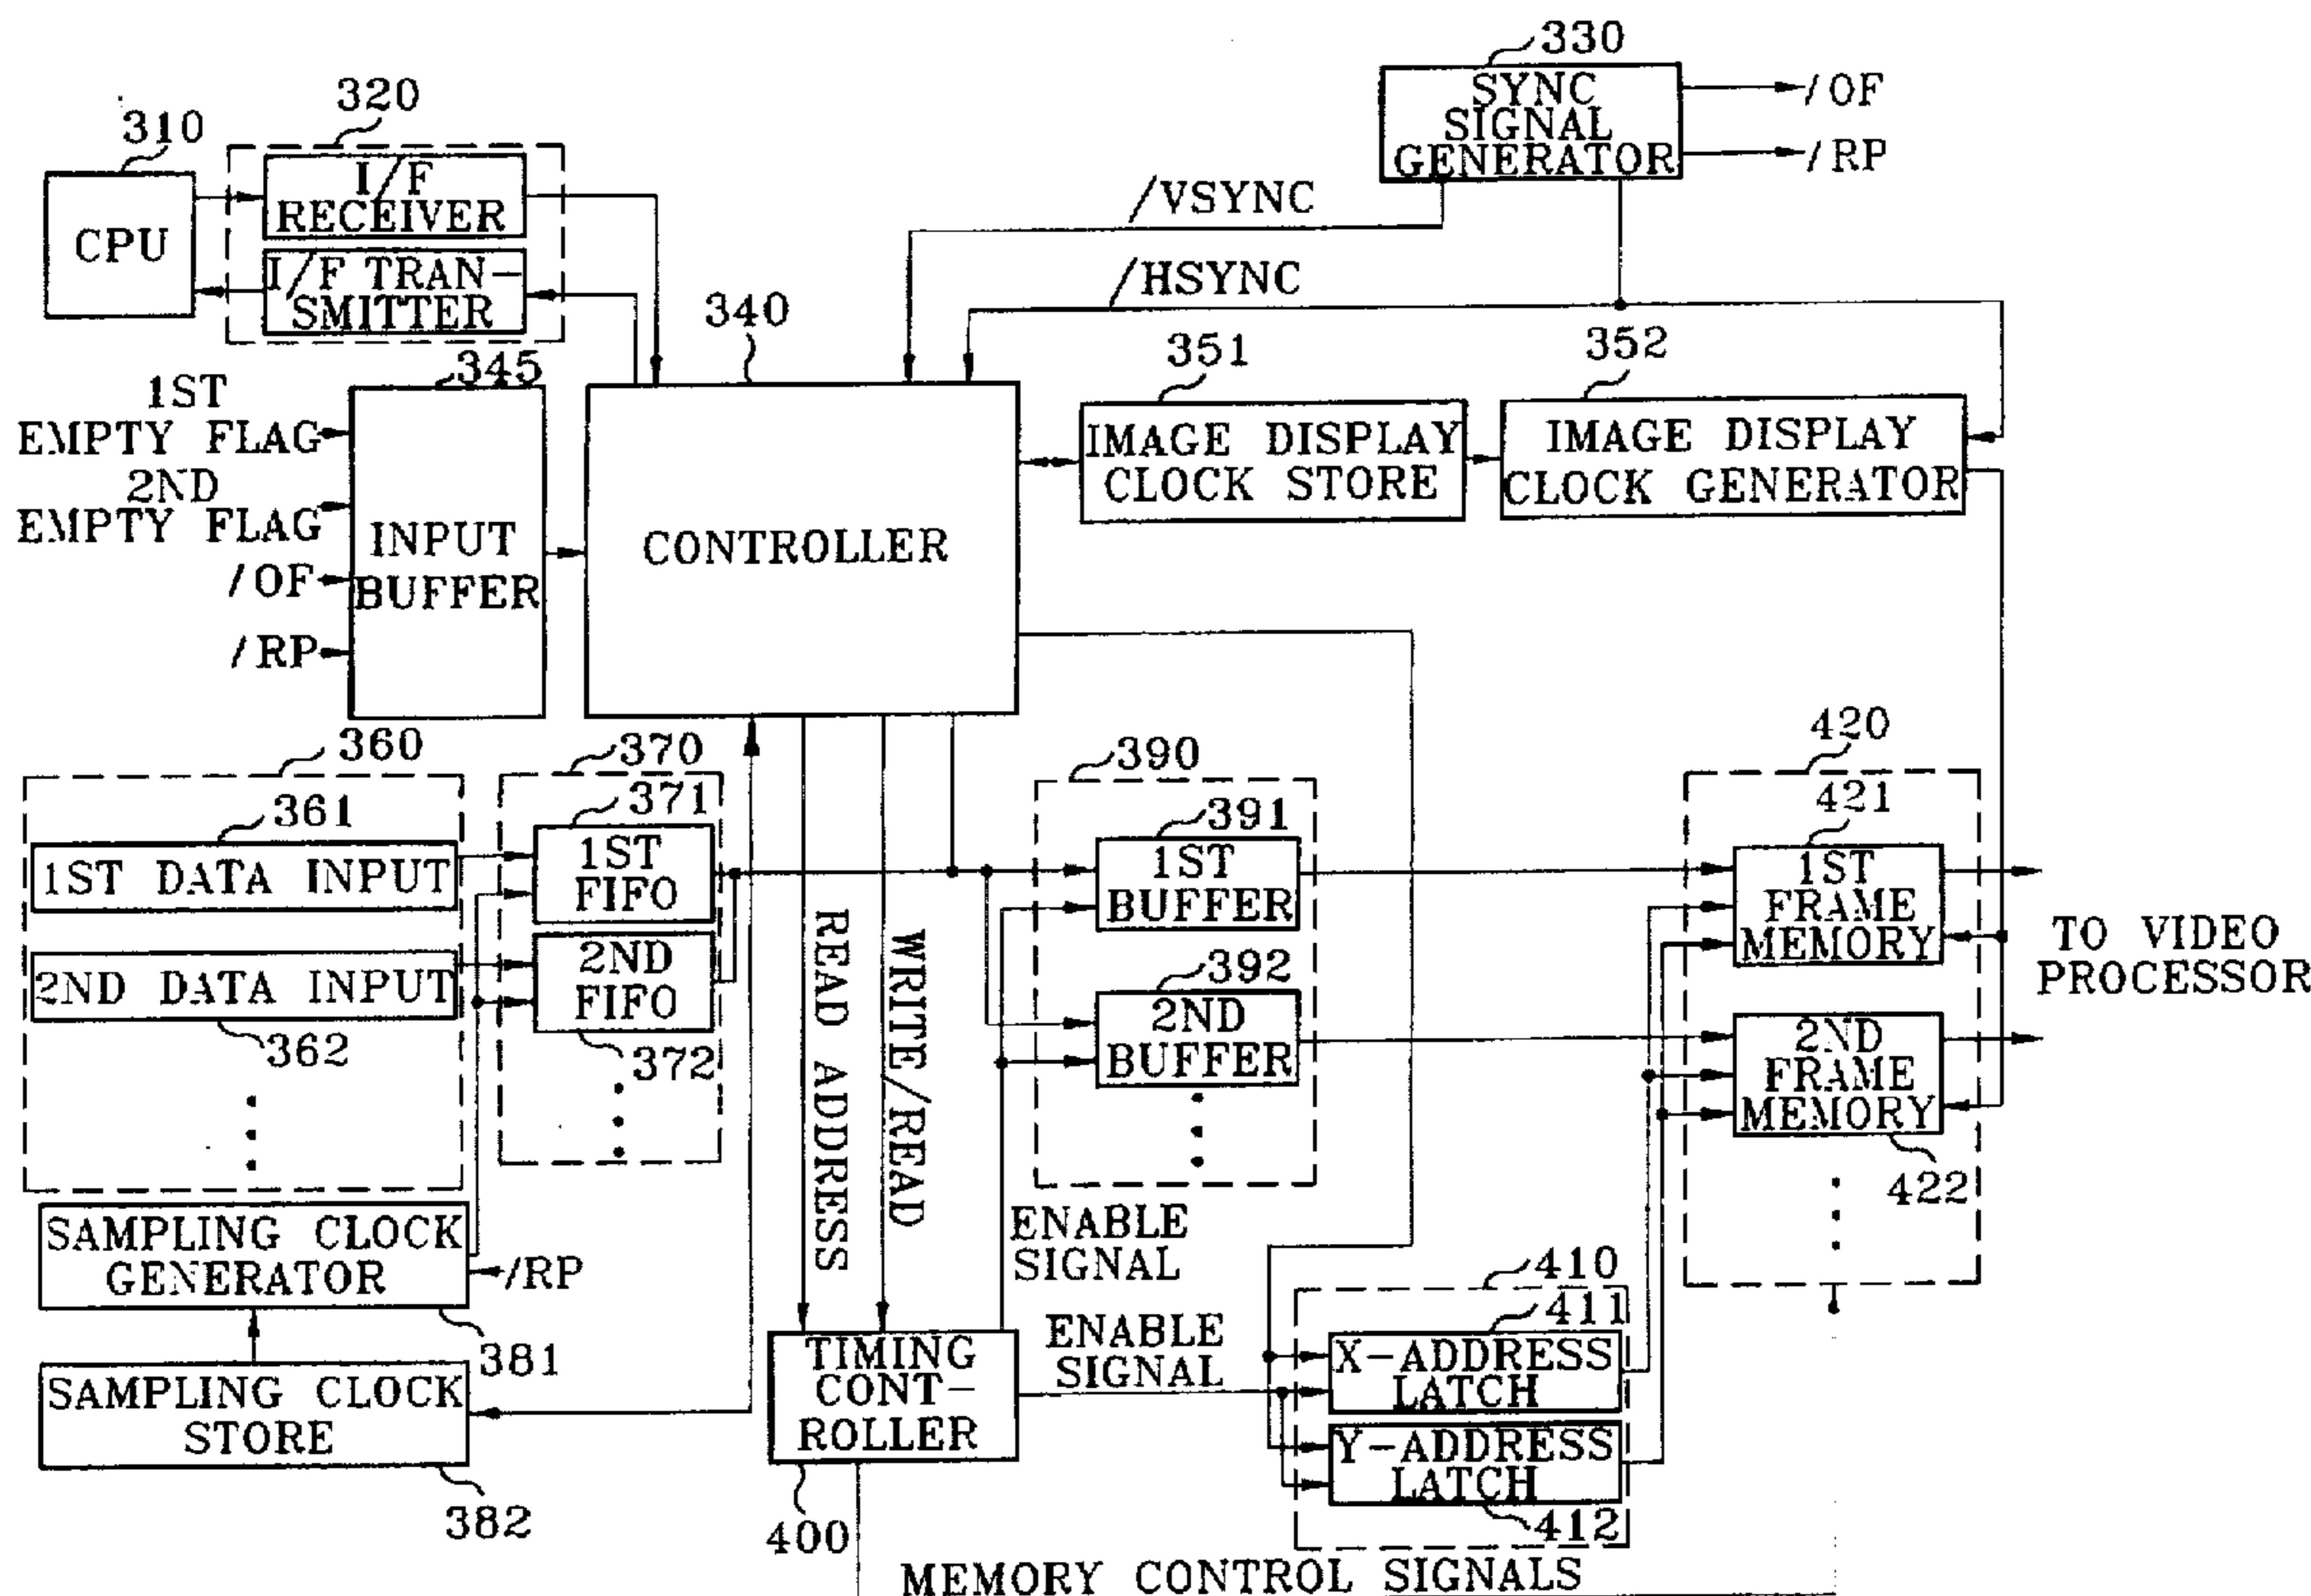 330
SYNC
SIGNAL
GENERATOR
/OF
/RP
320
310
I/F
RECEIVER
CPU
I/F TRAN-
SMITTER
/VSYNC
/HSYNC
340
345
351
352
1ST
EMPTY FLAG
2ND
EMPTY FLAG
/OF
/RP
INPUT
BUFFER
CONTROLLER
IMAGE DISPLAY
CLOCK STORE
IMAGE DISPLAY
CLOCK GENERATOR
360
370
390
420
361
1ST DATA INPUT
2ND DATA INPUT
362
371
1ST
FIFO
2ND
FIFO
372
READ ADDRESS
WRITE/READ
391
1ST
BUFFER
392
2ND
BUFFER
421
1ST
FRAME
MEMORY
2ND
FRAME
MEMORY
422
TO VIDEO
PROCESSOR
SAMPLING CLOCK
GENERATOR
/RP
381
SAMPLING CLOCK
STORE
382
ENABLE
SIGNAL
TIMING
CONT-
ROLLER
400
ENABLE
SIGNAL
410
411
X-ADDRESS
LATCH
Y-ADDRESS
LATCH
412
MEMORY CONTROL SIGNALS